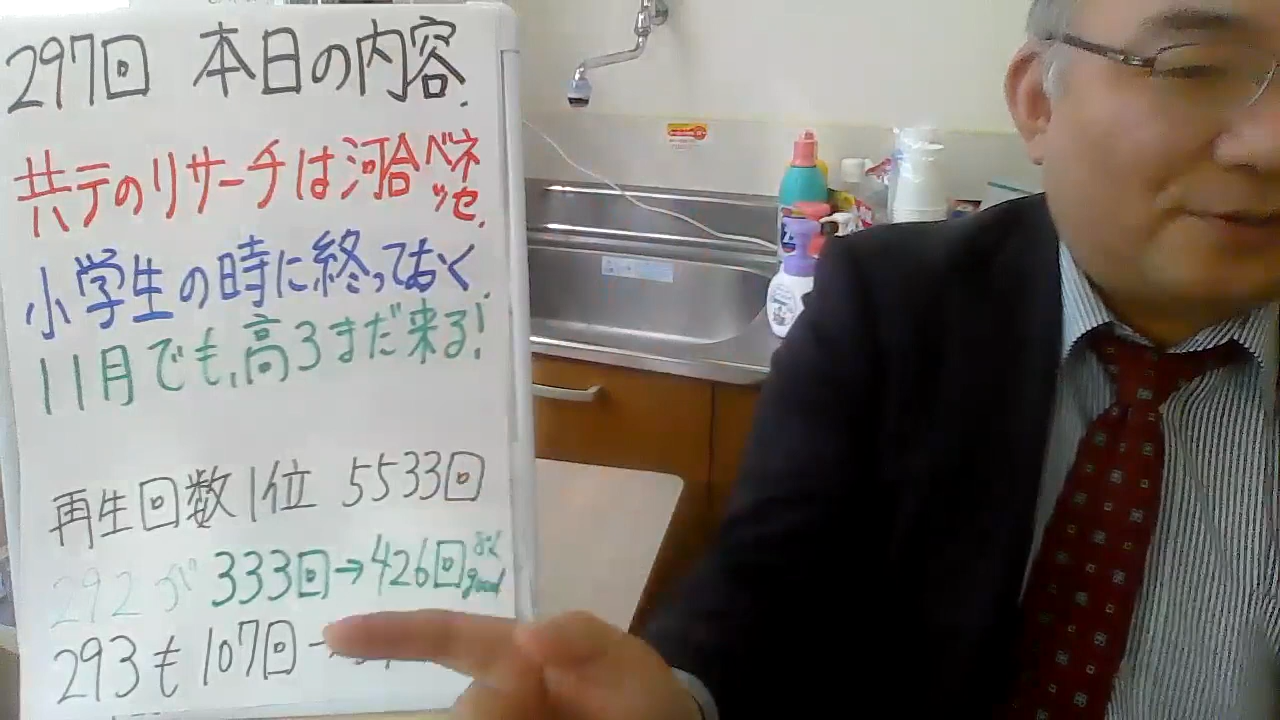 297回 本日の内容.
共テのリサーチは河合ベネッセ.
小学生の時に終っておく
11月でも、高3まだ来る!
再生回数1位 5533回
292が 333回→426回 good
293も107回→